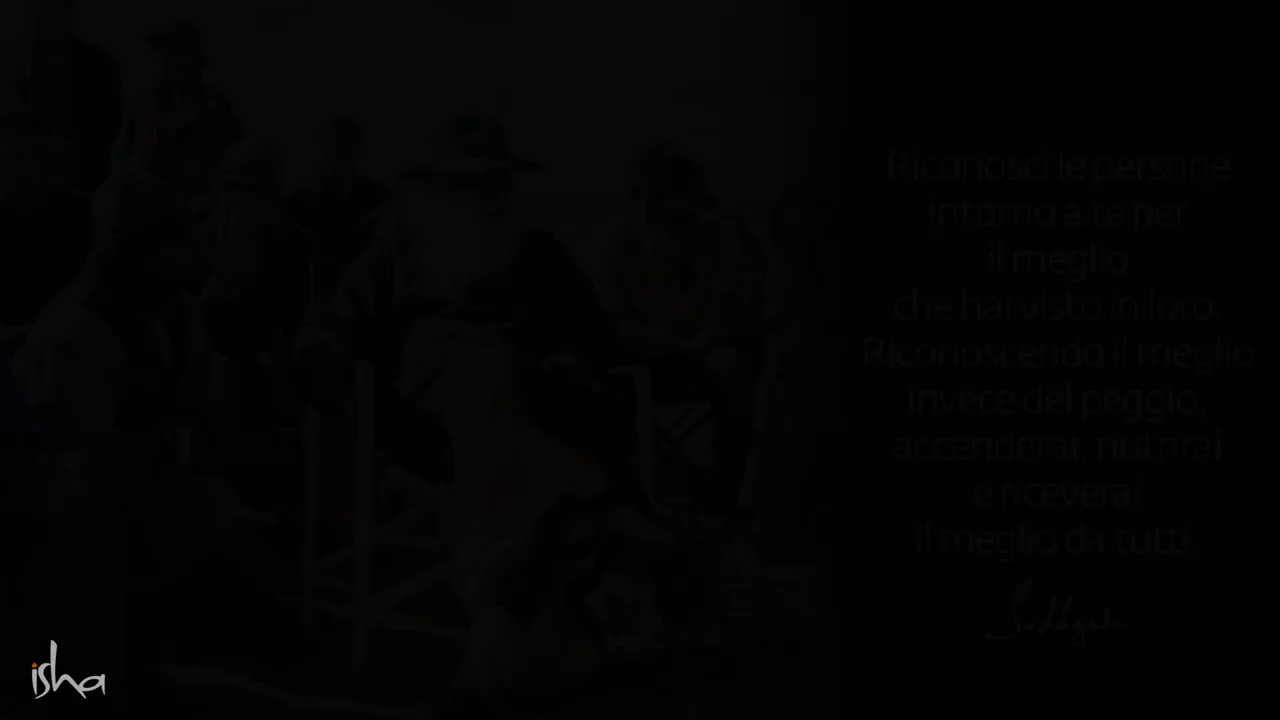 Riconosci le persone
intorno a te per
il meglio
che hai visto in loro.
Riconoscendo il meglio
invece del peggio,
accenderai, nutrirai
e riceverai
il meglio da tutti.
Sadhguru
isha